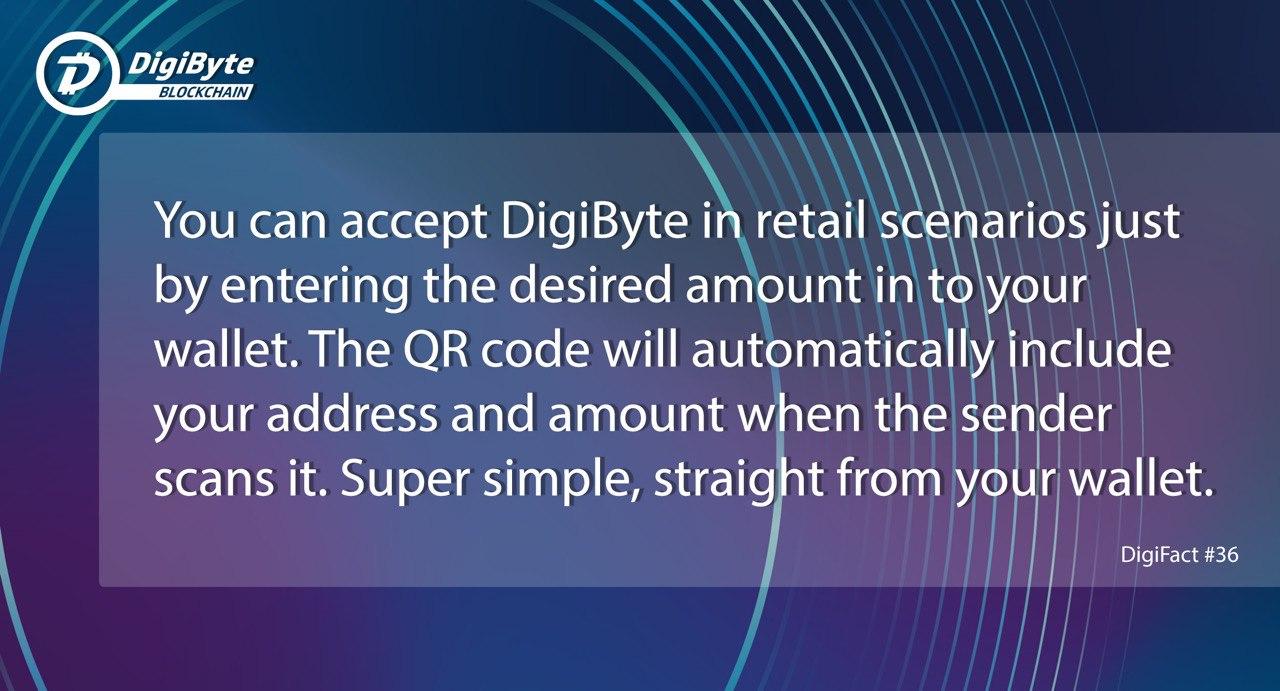 DigiByte
BLOCKCHAIN
You can accept DigiByte in retail scenarios just
by entering the desired amount in to your
wallet. The QR code will automatically include
your address and amount when the sender
scans it. Super simple, straight from your wallet.
DigiFact #36